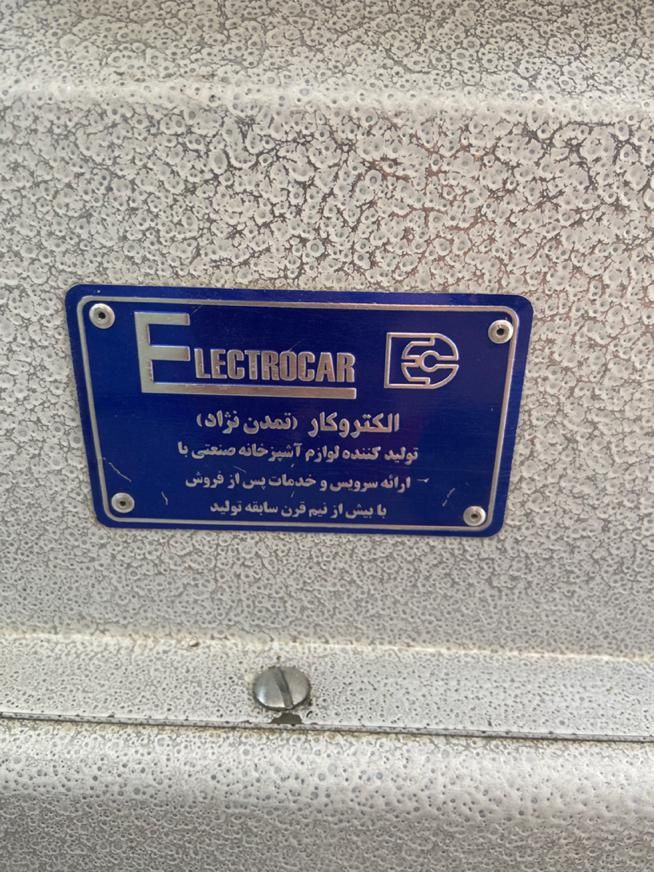 ELECTROCAR
الکتروکار (تمدن نژاد)
تولید کننده لوازم آشپزخانه صنعتی با
ارائه سرویس و خدمات پس از فروش
با بیش از نیم قرن سابقه تولید